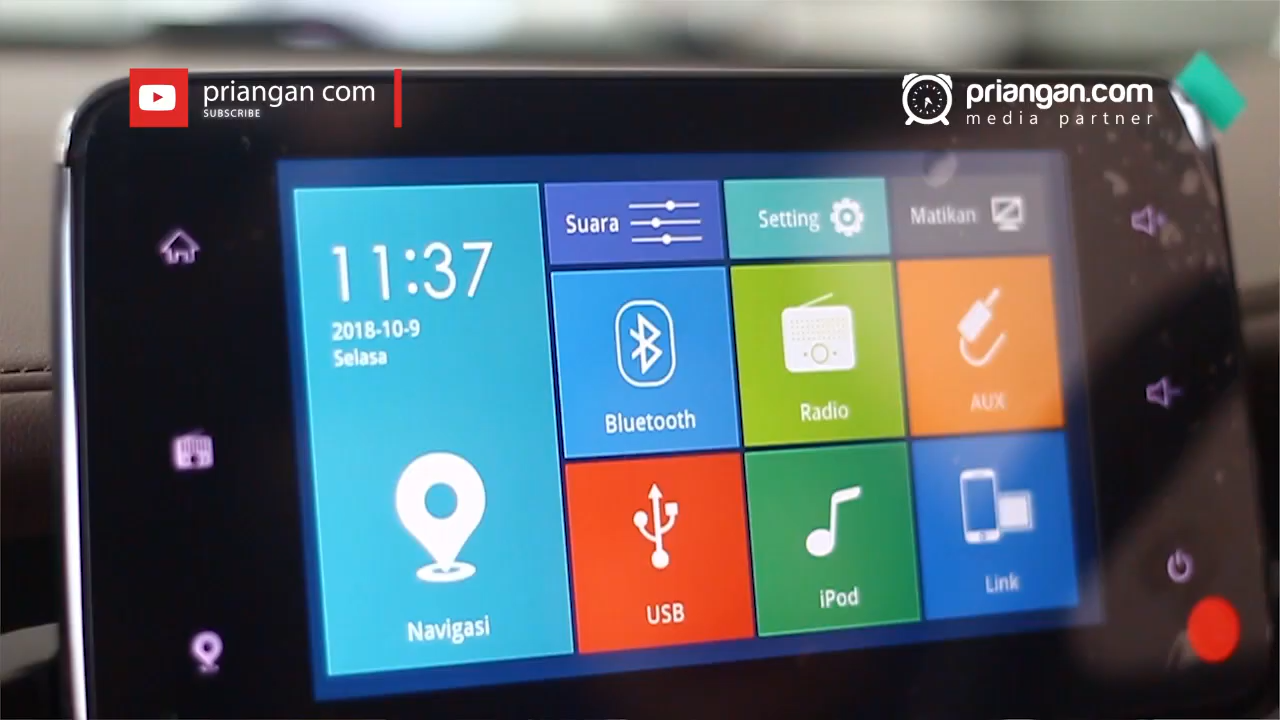 priangan com
SUBSCRIBE
priangan.com
media partner
11:37
2018-10-9
Selasa
Navigasi
Suara
Setting
Matikan
Bluetooth
Radio
AUX
USB
iPod
Link